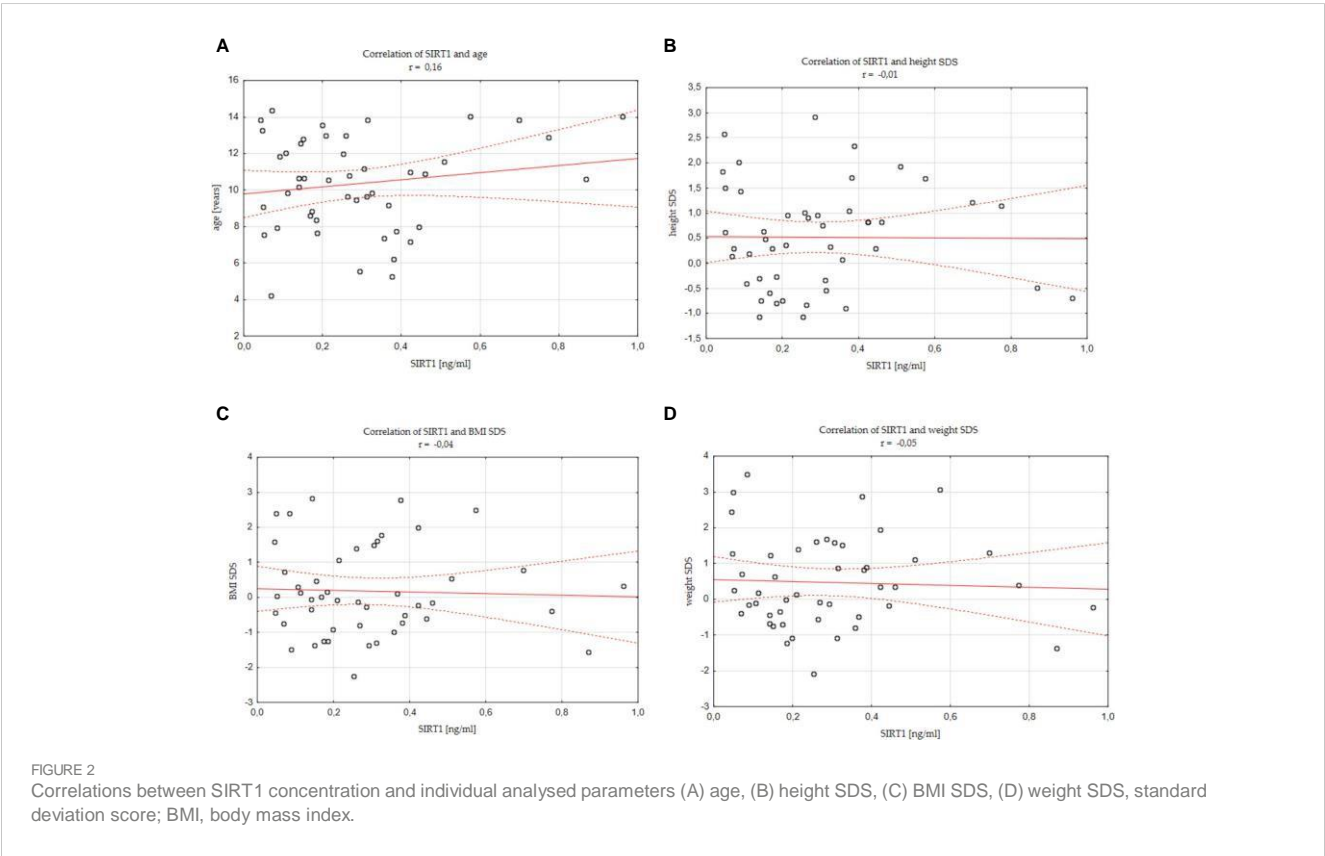 A
Correlation of SIRT1 and age
r = 0,16
16
14
12
10
8
6
4
2
age [years]
0,0 0,2 0,4 0,6 0,8 1,0
SIRT1 [ng/ml]
B
Correlation of SIRT1 and height SDS
r = -0,01
3,5
3,0
2,5
2,0
1,5
1,0
0,5
0,0
-0,5
-1,0
-1,5
height SDS
0,0 0,2 0,4 0,6 0,8 1,0
SIRT1 [ng/ml]
C
Correlation of SIRT1 and BMI SDS
r = -0,04
4
3
2
1
0
-1
-2
-3
BMI SDS
0,0 0,2 0,4 0,6 0,8 1,0
SIRT1 [ng/ml]
D
Correlation of SIRT1 and weight SDS
r = -0,05
4
3
2
1
0
-1
-2
-3
weight SDS
0,0 0,2 0,4 0,6 0,8 1,0
SIRT1 [ng/ml]
FIGURE 2
Correlations between SIRT1 concentration and individual analysed parameters (A) age, (B) height SDS, (C) BMI SDS, (D) weight SDS, standard
deviation score; BMI, body mass index.